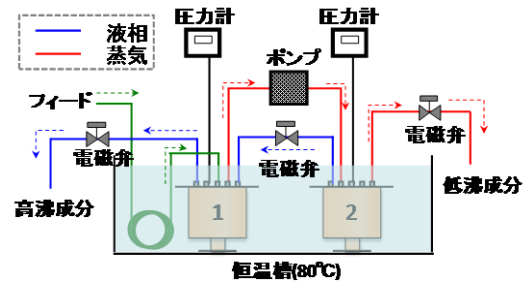 圧力計
圧力計
液相
蒸気
ポンプ
フィード
電磁弁
電磁弁
電磁弁
高沸成分
低沸成分
1
2
恒温槽(80℃)